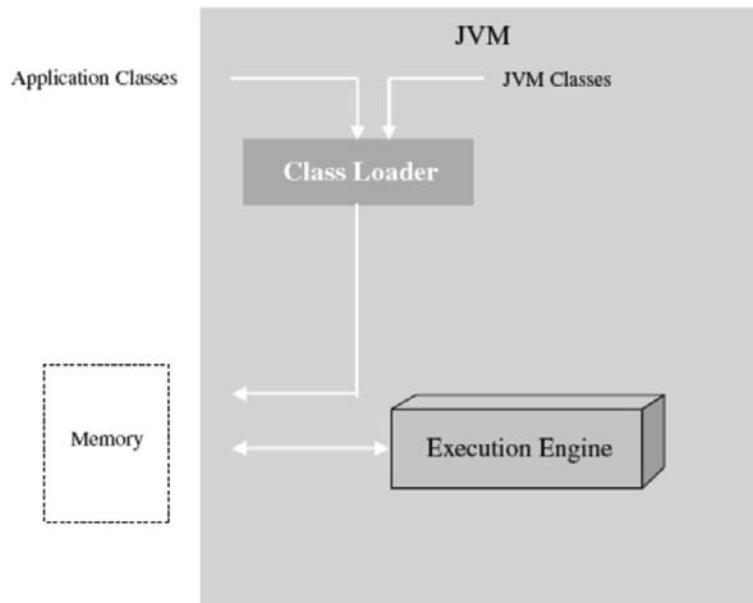 JVM
Application Classes
JVM Classes
Class Loader
Memory
Execution Engine